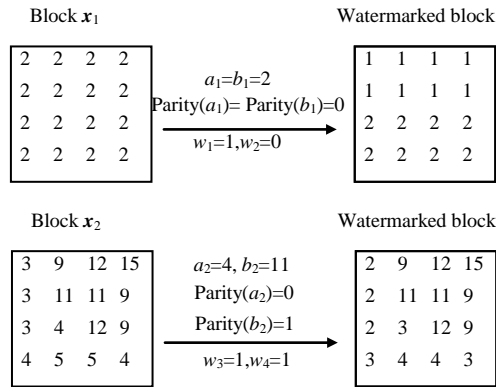 Block x₁ Watermarked block
2 2 2 2 1 1 1 1
a₁=b₁=2
2 2 2 2 1 1 1 1
Parity(a₁)= Parity(b₁)=0
2 2 2 2 2 2 2 2
w₁=1,w₂=0
2 2 2 2 2 2 2 2
Block x₂ Watermarked block
3 9 12 15 a₂=4, b₂=11 2 9 12 15
3 11 11 9 Parity(a₂)=0 2 11 11 9
3 4 12 9 Parity(b₂)=1 2 3 12 9
4 5 5 4 w₃=1,w₄=1 3 4 4 3